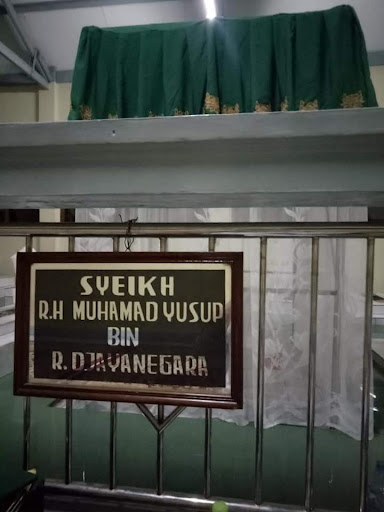 SYEIKH
R.H MUHAMAD YUSUP
BIN
R. DJAYANEGARA